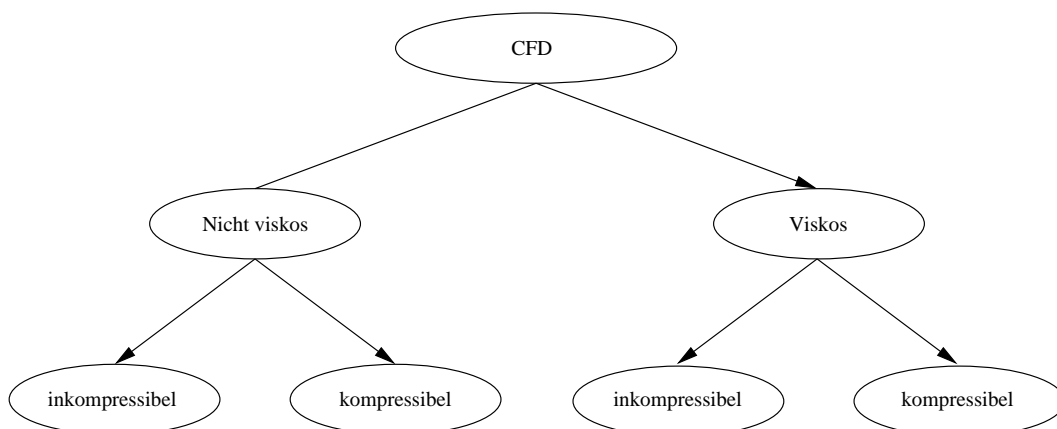 CFD
Nicht viskos
Viskos
inkompressibel
kompressibel
inkompressibel
kompressibel